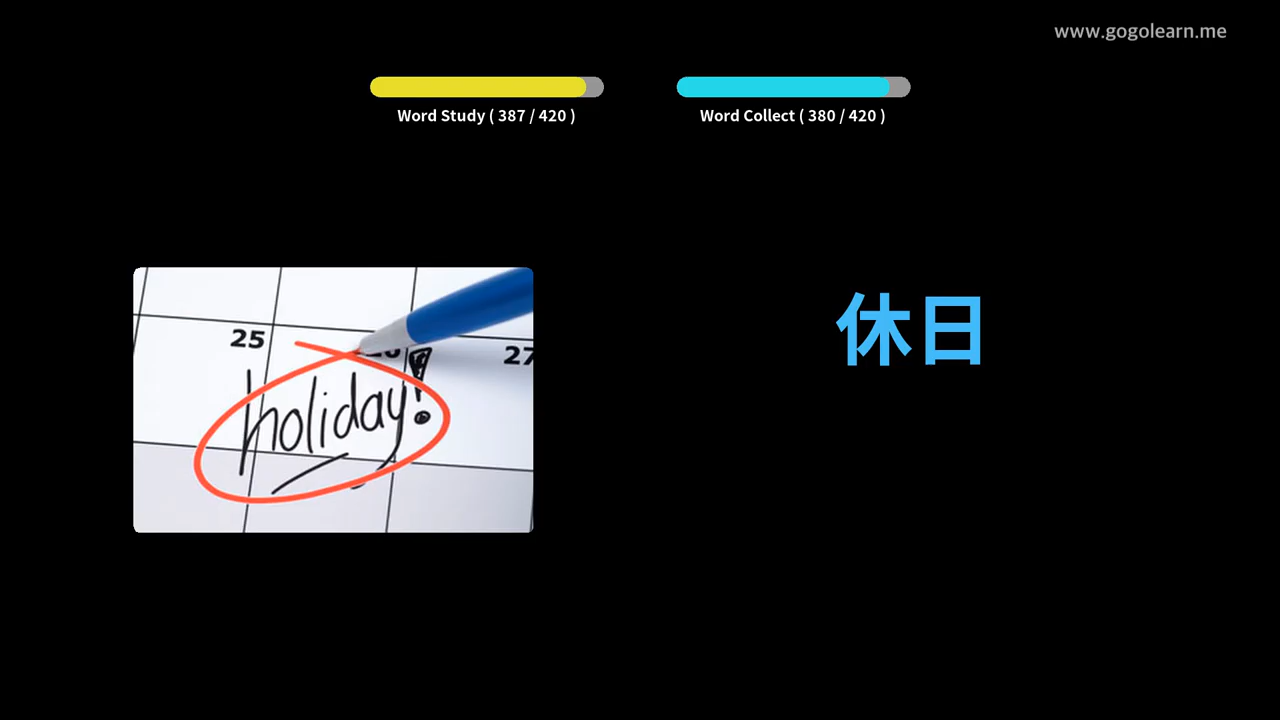 www.gogolearn.me
Word Study ( 387 / 420 )
Word Collect ( 380 / 420 )
休日
25
27
holiday!